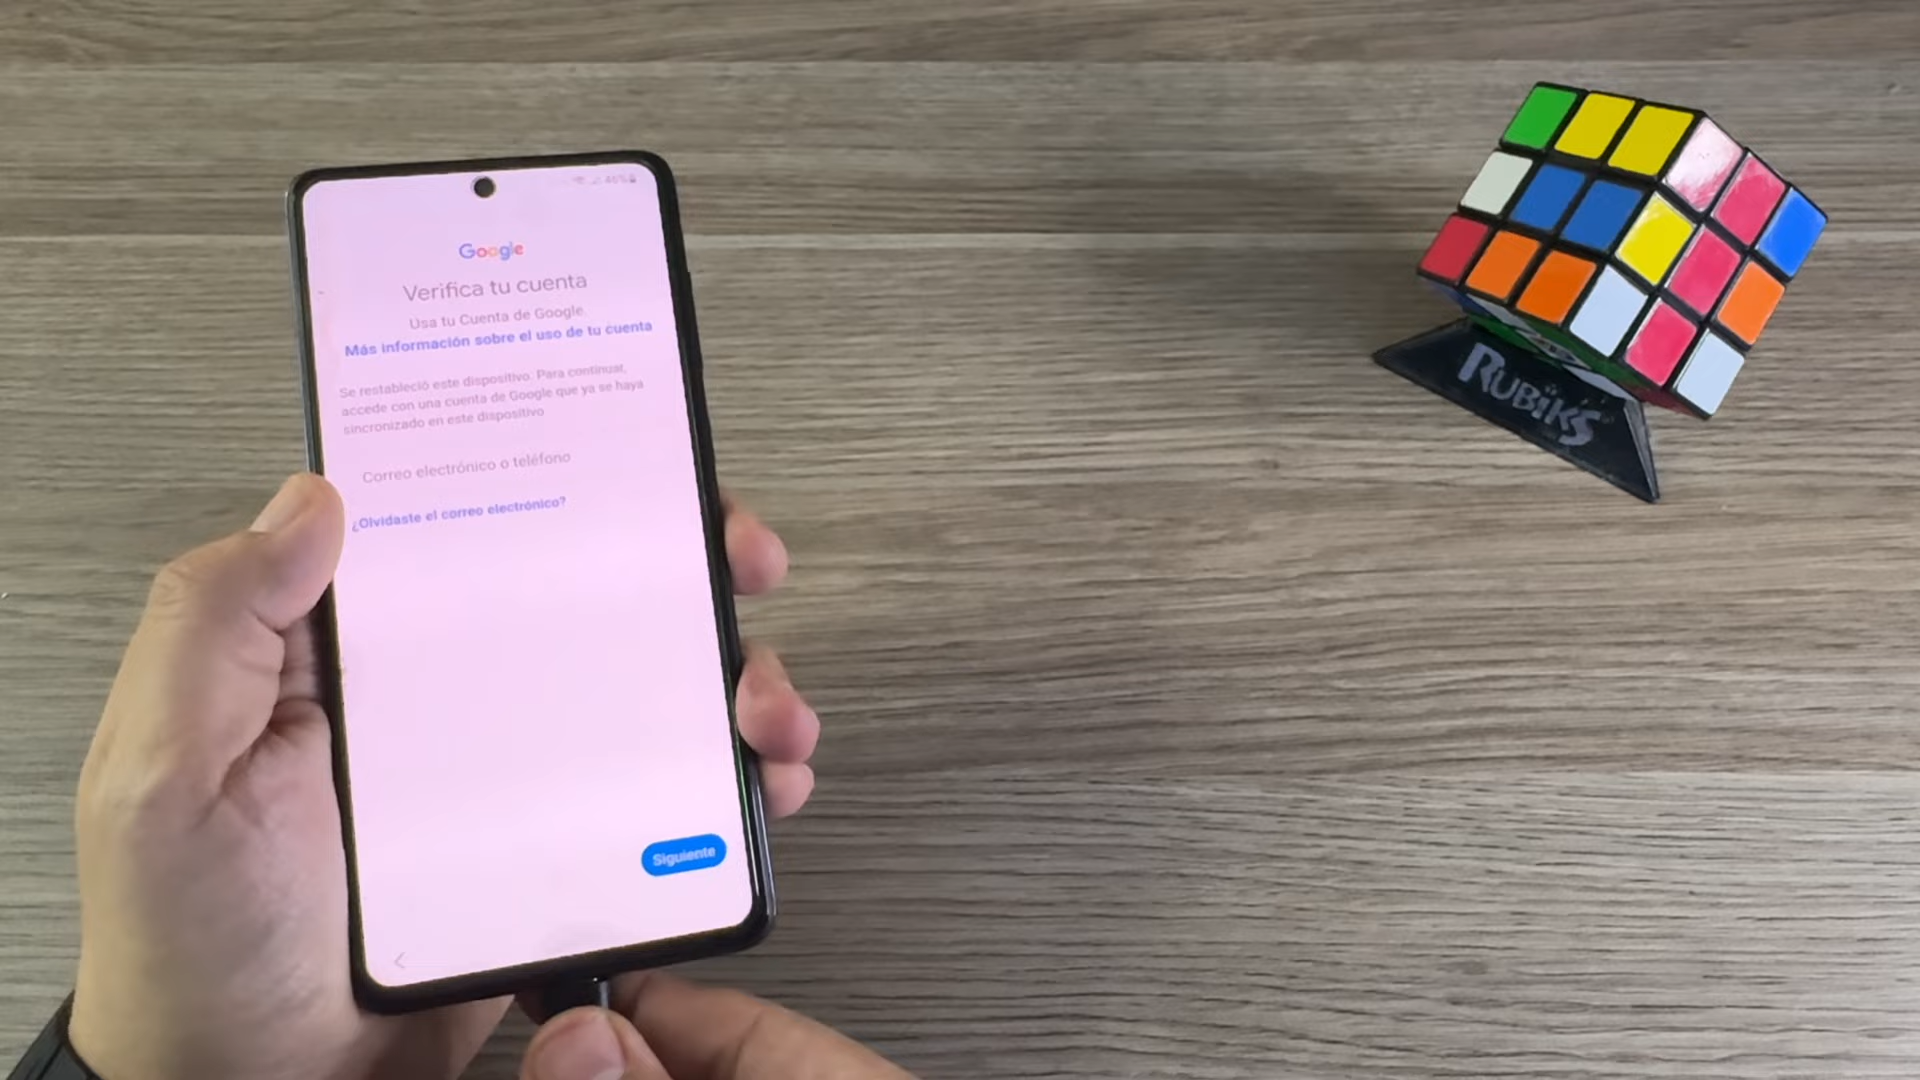 46%
Google
Verifica tu cuenta
Usa tu Cuenta de Google.
Más información sobre el uso de tu cuenta
Se restableció este dispositivo. Para continuar,
accede con una cuenta de Google que ya se haya
sincronizado en este dispositivo
Correo electrónico o teléfono
¿Olvidaste el correo electrónico?
Siguiente
RUBIK'S